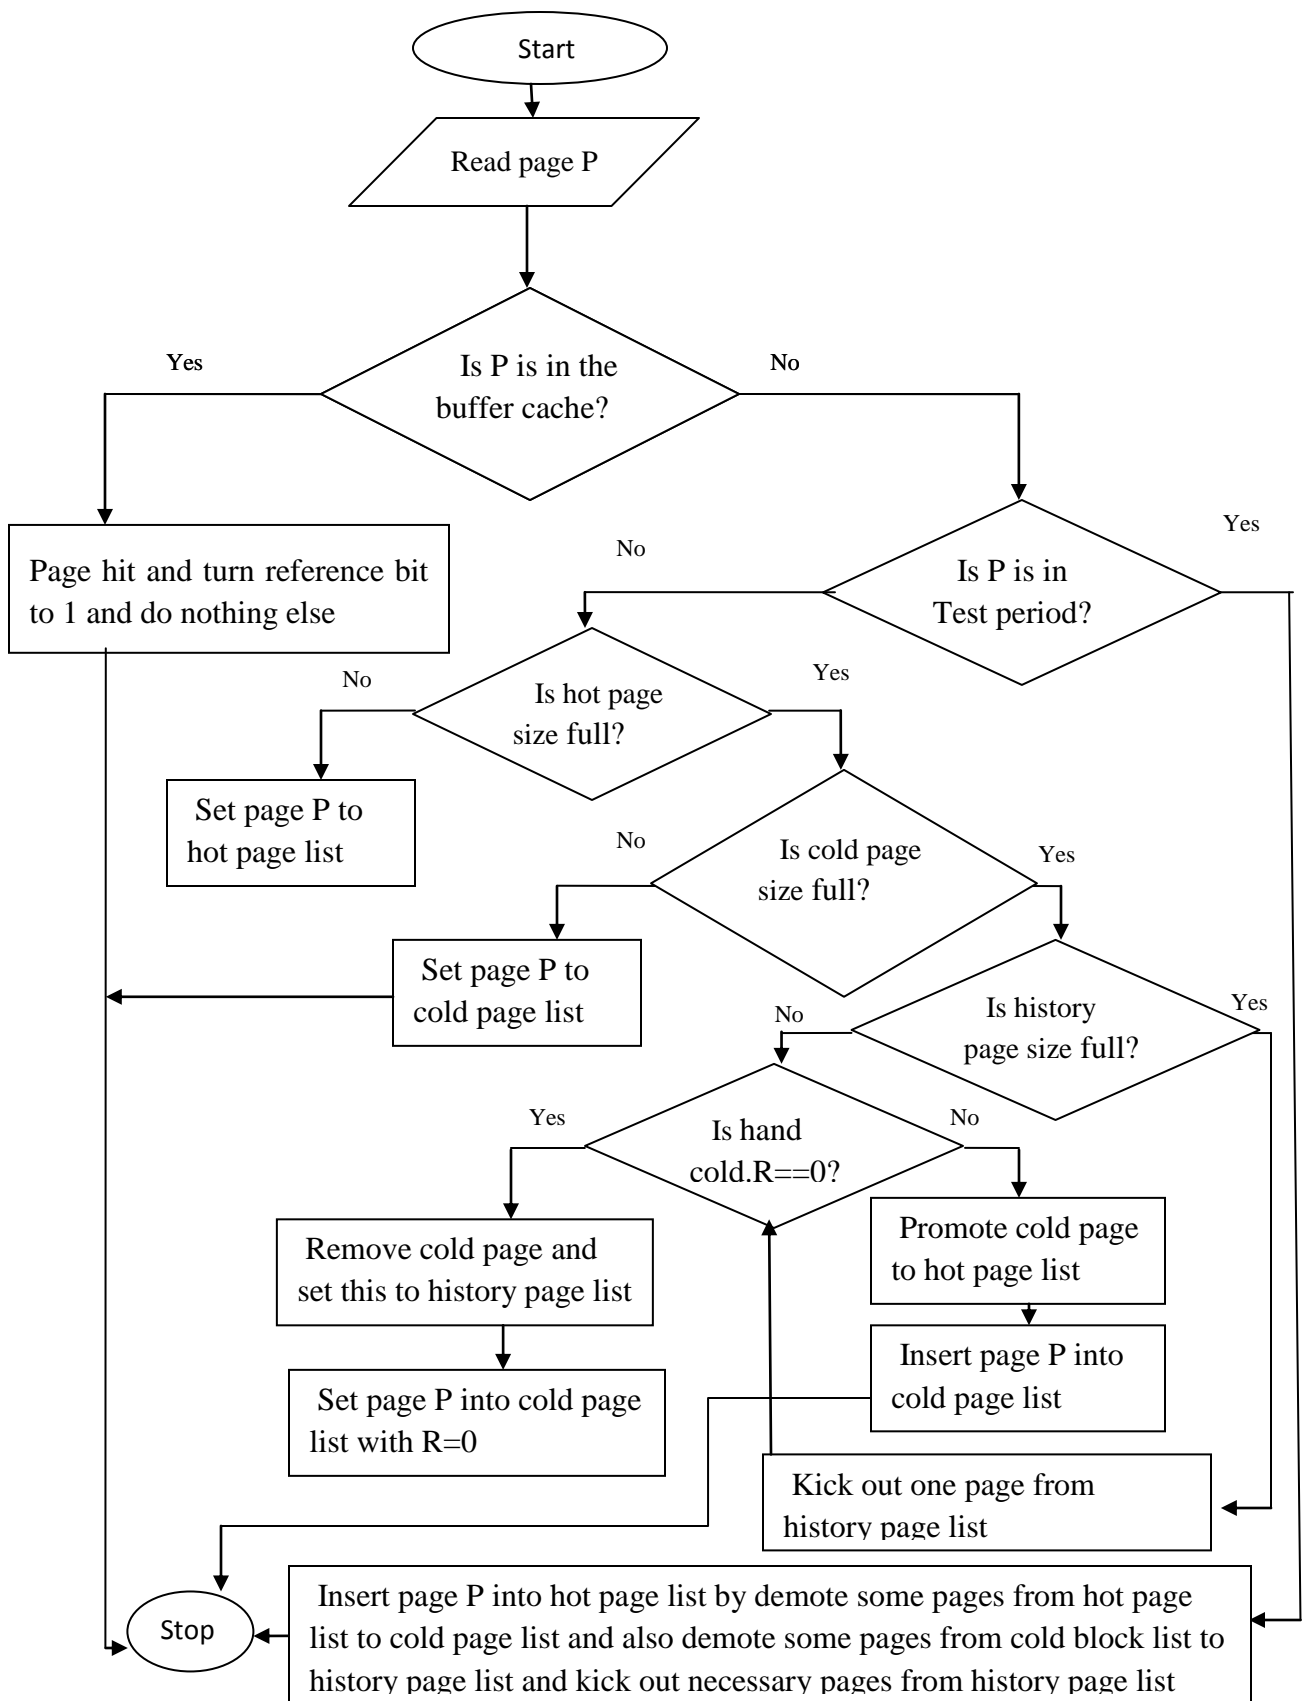 Start
Read page P
Yes
Is P is in the
buffer cache?
No
Page hit and turn reference bit
to 1 and do nothing else
No
Is P is in
Test period?
Yes
No
Is hot page
size full?
Yes
Set page P to
hot page list
No
Is cold page
size full?
Yes
Set page P to
cold page list
No
Is history
page size full?
Yes
Yes
Is hand
cold.R==0?
No
Remove cold page and
set this to history page list
Promote cold page
to hot page list
Set page P into cold page
list with R=0
Insert page P into
cold page list
Kick out one page from
history page list
Stop
Insert page P into hot page list by demote some pages from hot page
list to cold page list and also demote some pages from cold block list to
history page list and kick out necessary pages from history page list